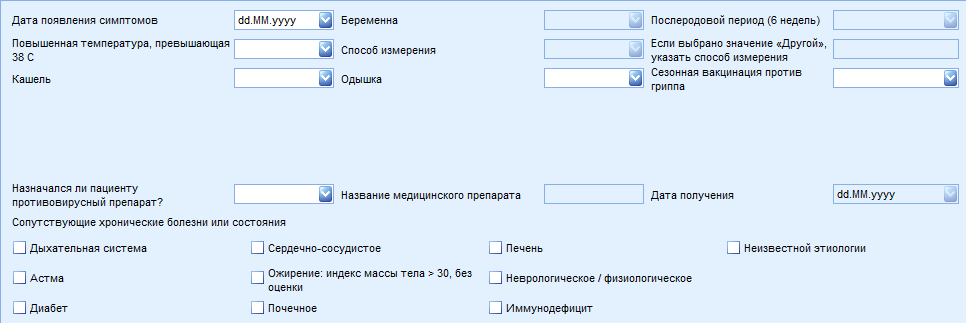 Дата появления симптомов dd.MM.yyyy Беременна Послеродовой период (6 недель)
Повышенная температура, превышающая
38 С
Способ измерения
Если выбрано значение «Другой»,
указать способ измерения
Кашель Одышка
Сезонная вакцинация против
гриппа
Назначался ли пациенту
противовирусный препарат?
Название медицинского препарата Дата получения dd.MM.yyyy
Сопутствующие хронические болезни или состояния
Дыхательная система Сердечно-сосудистое Печень Неизвестной этиологии
Астма
Ожирение: индекс массы тела > 30, без
оценки
Неврологическое / физиологическое
Диабет Почечное Иммунодефицит